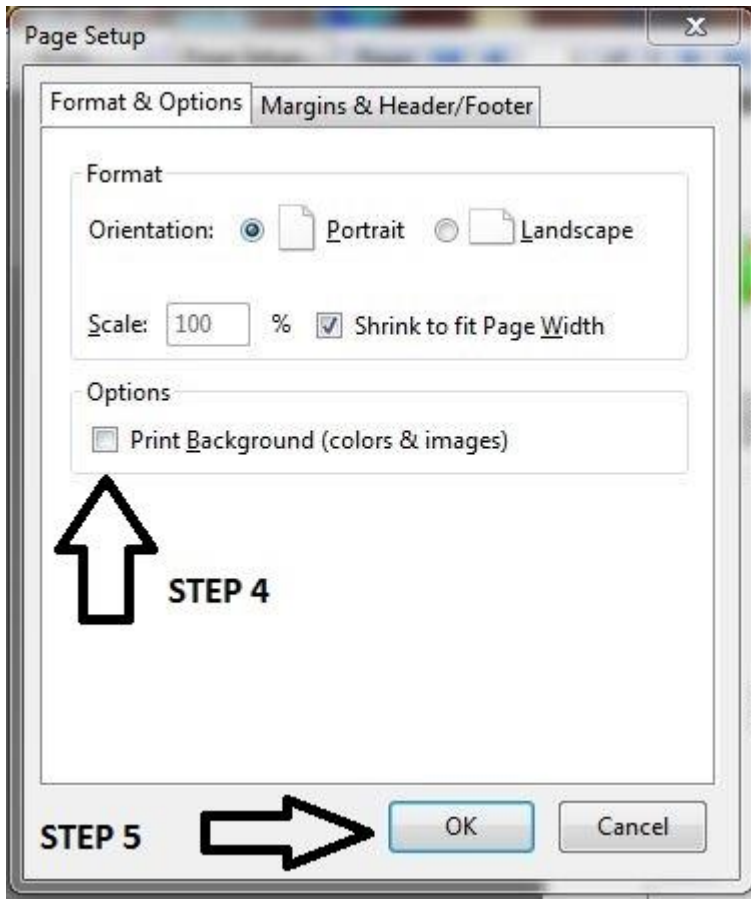 Page Setup
Format & Options
Margins & Header/Footer
Format
Orientation: Portrait Landscape
Scale: 100 % Shrink to fit Page Width
Options
Print Background (colors & images)
STEP 4
STEP 5
OK
Cancel